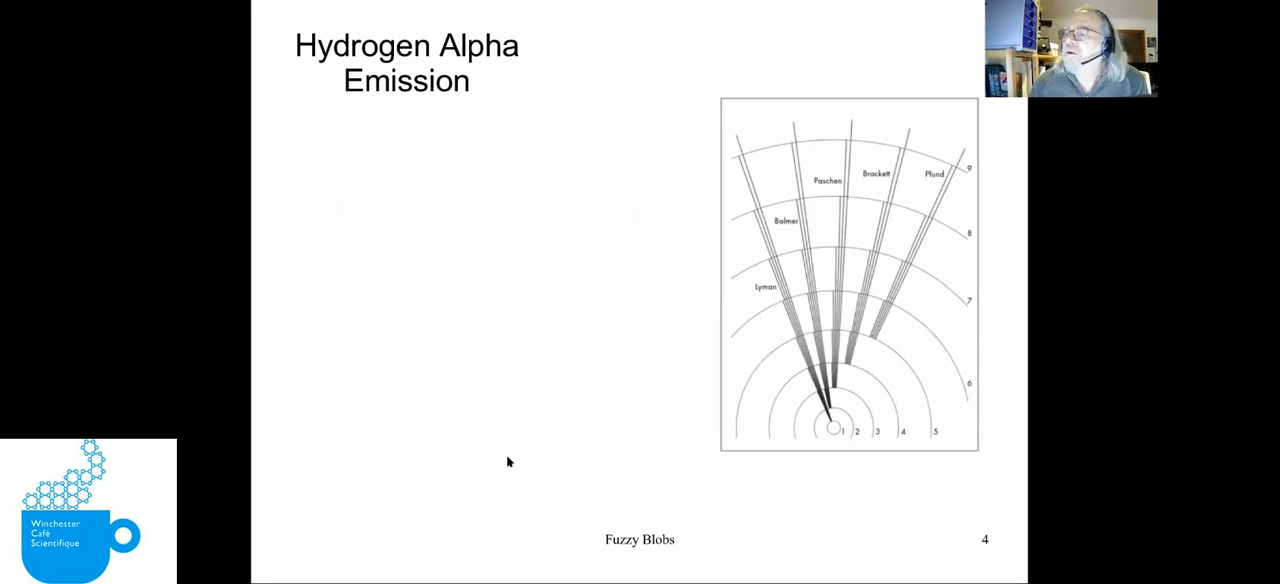 Hydrogen Alpha
Emission
Paschen
Brackett
Pfund
9
Balmer
8
Lyman
7
6
1
2
3
4
5
Winchester
Café
Scientifique
Fuzzy Blobs
4